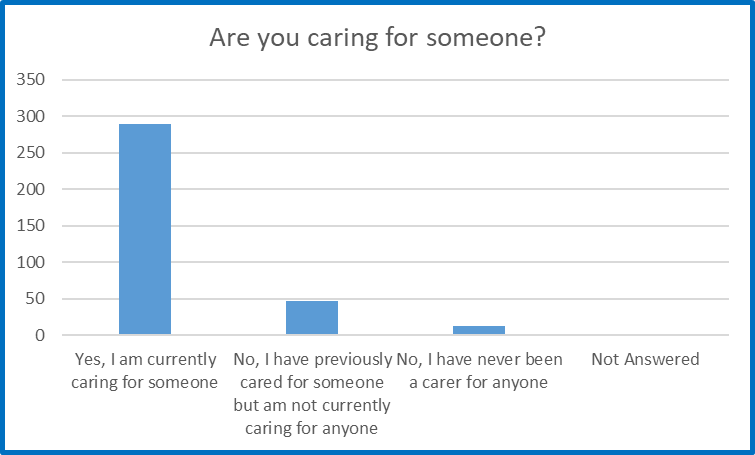 Are you caring for someone?
350
300
250
200
150
100
50
0
Yes, I am currently
caring for someone
No, I have previously
cared for someone
but am not currently
caring for anyone
No, I have never been
a carer for anyone
Not Answered